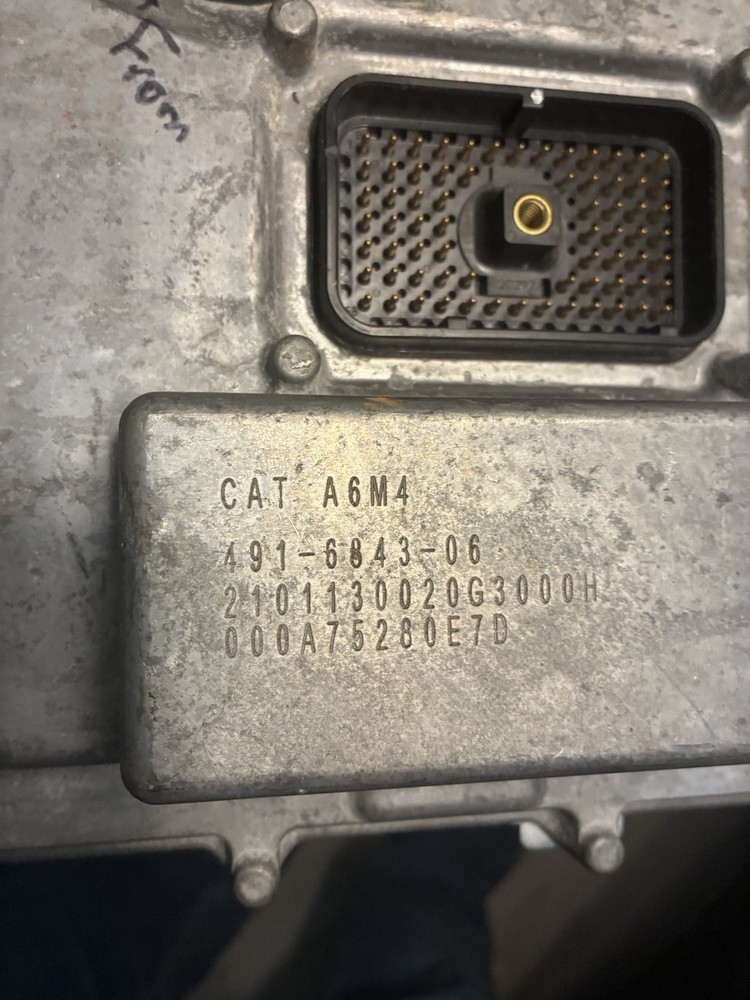 From
CAT A6M4
491-6843-06
2101130020G3000H
000A75280E7D